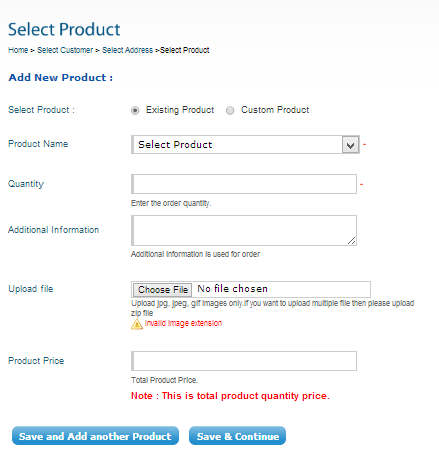 Select Product
Home > Select Customer > Select Address >Select Product
Add New Product :
Select Product : Existing Product Custom Product
Product Name Select Product *
Quantity *
Enter the order quantity.
Additional Information
Additional Information is used for order
Upload file Choose File No file chosen
Upload jpg, jpeg, gif images only.if you want to upload multiple file then please upload
zip file
Invalid image extension
Product Price
Total Product Price.
Note : This is total product quantity price.
Save and Add another Product Save & Continue